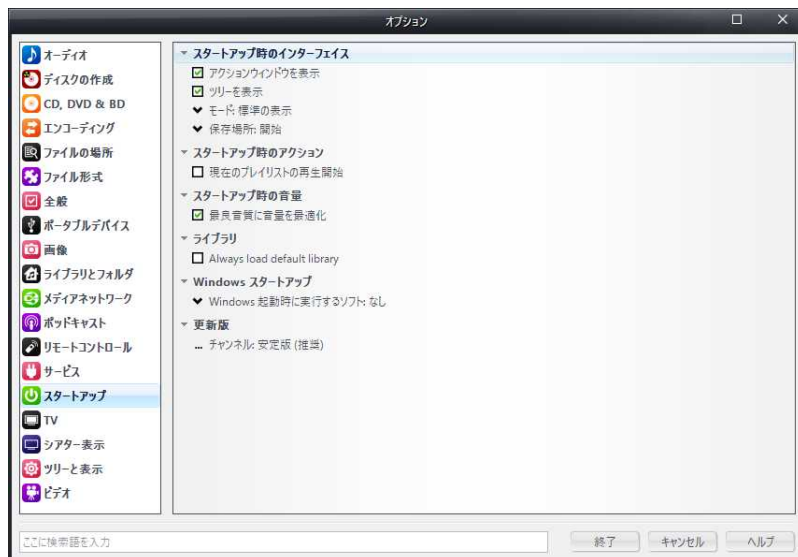 オプション
オーディオ
ディスクの作成
CD, DVD & BD
エンコーディング
ファイルの場所
ファイル形式
全般
ポータブルデバイス
画像
ライブラリとフォルダ
メディアネットワーク
ポッドキャスト
リモートコントロール
サービス
スタートアップ
TV
シアター表示
ツリーと表示
ビデオ
スタートアップ時のインターフェイス
アクションウィンドウを表示
ツリーを表示
モード: 標準の表示
保存場所: 開始
スタートアップ時のアクション
現在のプレイリストの再生開始
スタートアップ時の音量
最良音質に音量を最適化
ライブラリ
Always load default library
Windows スタートアップ
Windows 起動時に実行するソフト: なし
更新版
... チャンネル: 安定版 (推奨)
ここに検索語を入力
終了
キャンセル
ヘルプ